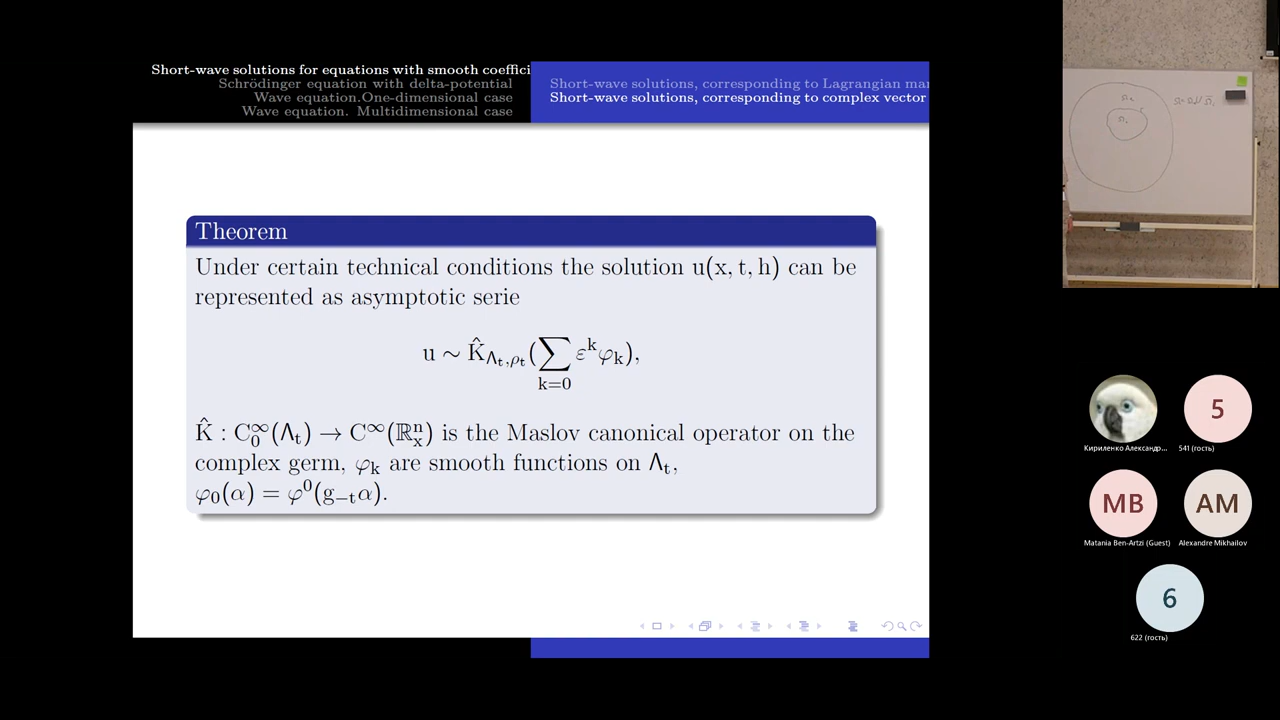 Short-wave solutions for equations with smooth coeffici
Schrödinger equation with delta-potential
Wave equation.One-dimensional case
Wave equation. Multidimensional case
Short-wave solutions, corresponding to Lagrangian ma
Short-wave solutions, corresponding to complex vector
Theorem
Under certain technical conditions the solution u(x, t, h) can be
represented as asymptotic serie
u ∼ K̂_{Λ_t,ρ_t}(∑_{k=0} ε^k φ_k),
K̂ : C_0^∞(Λ_t) → C^∞(ℝ_x^n) is the Maslov canonical operator on the
complex germ, φ_k are smooth functions on Λ_t,
φ_0(α) = φ^0(g_{−t}α).
Кириленко Александр...
5
541 (гость)
MB
Matania Ben-Artzi (Guest)
AM
Alexandre Mikhailov
6
622 (гость)